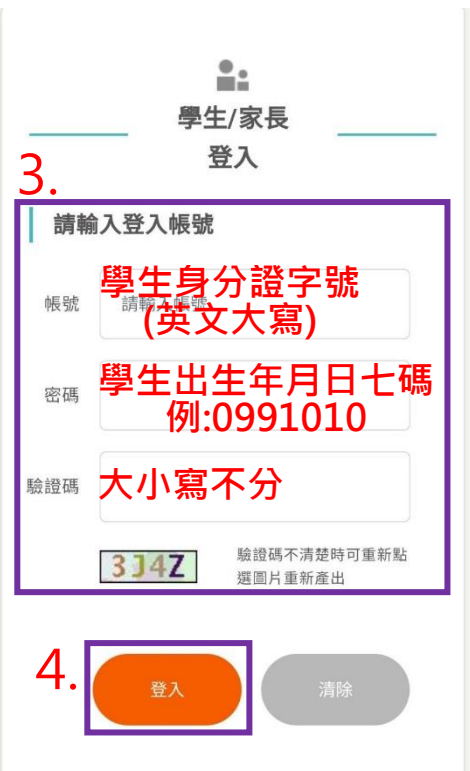 學生/家長
登入
3.
請輸入登入帳號
帳號 請輸入帳號
學生身分證字號
(英文大寫)
密碼
學生出生年月日七碼
例:0991010
驗證碼 大小寫不分
3J4Z
驗證碼不清楚時可重新點
選圖片重新產出
4.
登入
清除